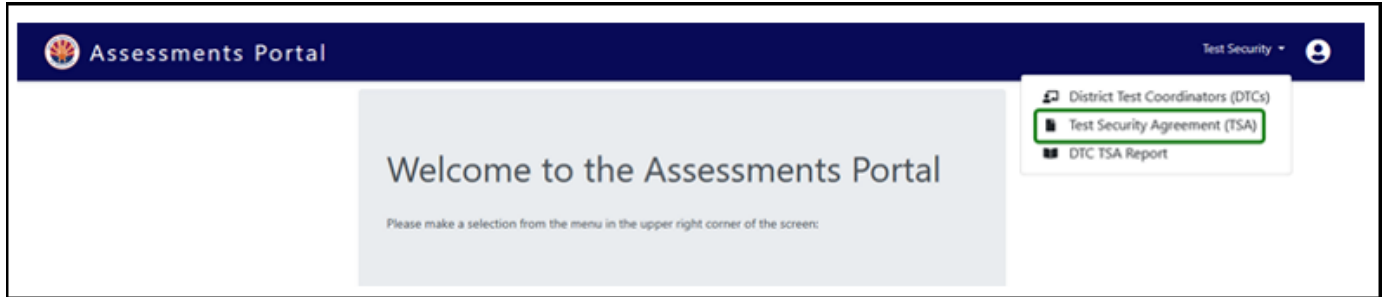 Assessments Portal
Test Security
District Test Coordinators (DTCs)
Test Security Agreement (TSA)
DTC TSA Report
Welcome to the Assessments Portal
Please make a selection from the menu in the upper right corner of the screen: